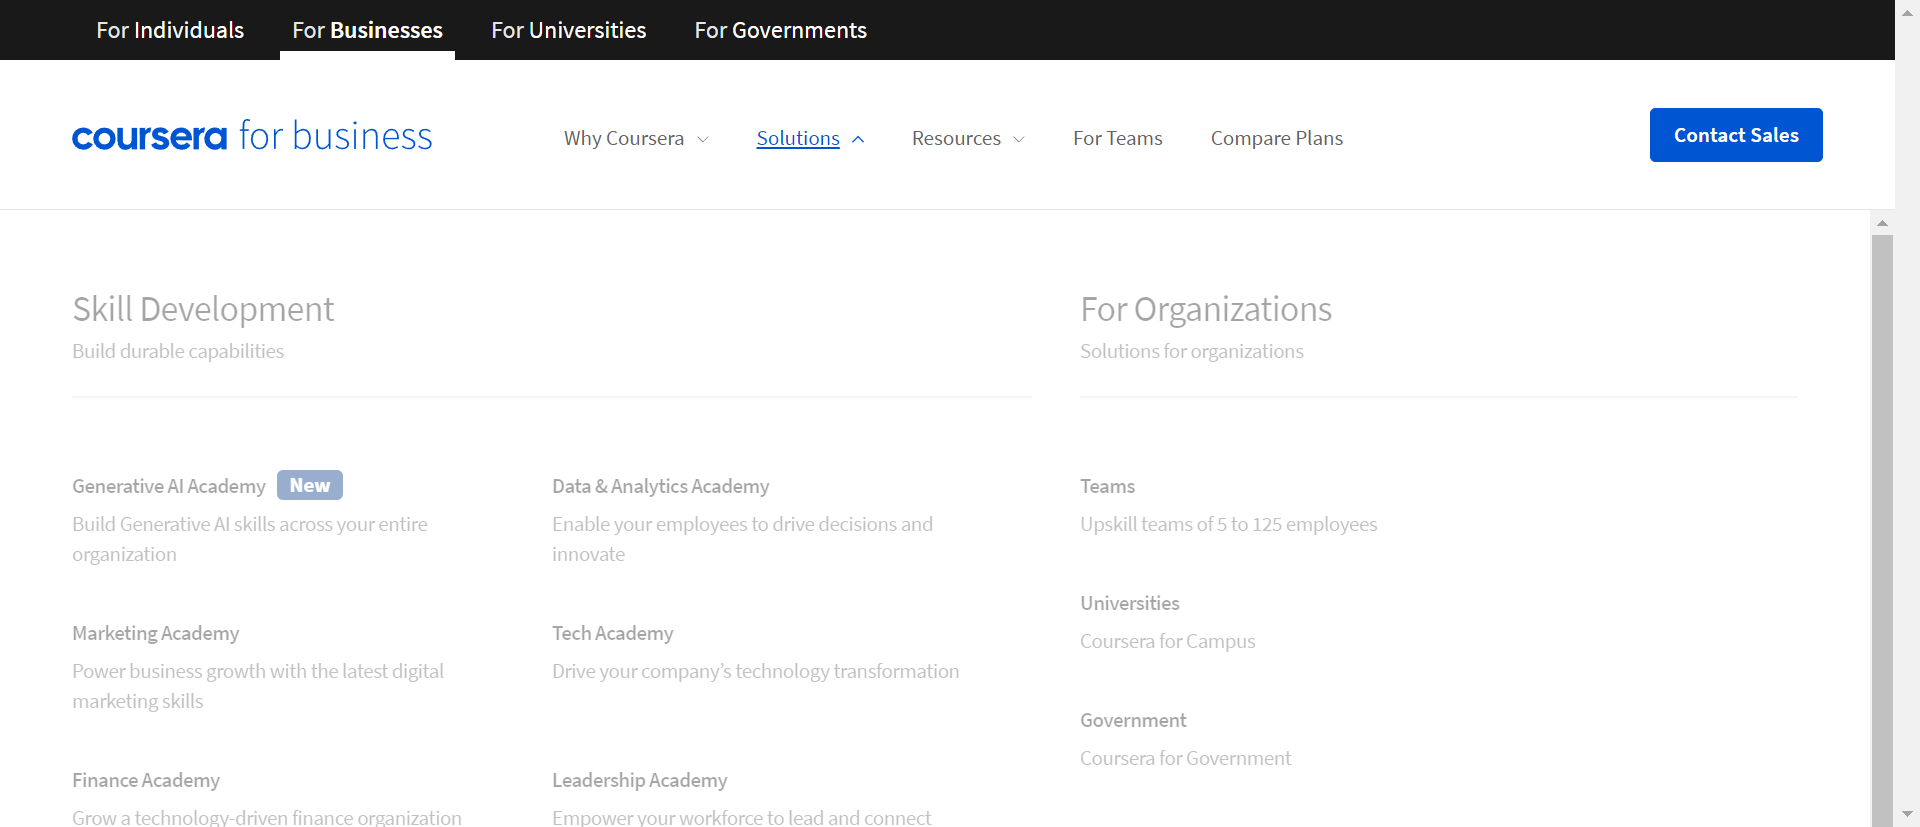 For Individuals
For Businesses
For Universities
For Governments
coursera for business
Why Coursera
Solutions
Resources
For Teams
Compare Plans
Contact Sales
Skill Development
Build durable capabilities
For Organizations
Solutions for organizations
Generative AI Academy New
Build Generative AI skills across your entire
organization
Data & Analytics Academy
Enable your employees to drive decisions and
innovate
Teams
Upskill teams of 5 to 125 employees
Marketing Academy
Power business growth with the latest digital
marketing skills
Tech Academy
Drive your company’s technology transformation
Universities
Coursera for Campus
Government
Coursera for Government
Finance Academy
Grow a technology-driven finance organization
Leadership Academy
Empower your workforce to lead and connect